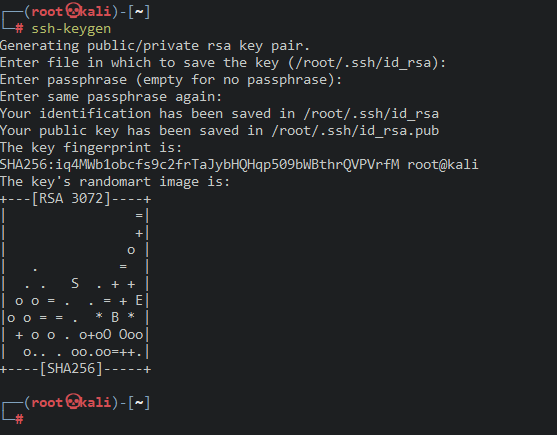 ┌──(root💀kali)-[~]
└─# ssh-keygen
Generating public/private rsa key pair.
Enter file in which to save the key (/root/.ssh/id_rsa):
Enter passphrase (empty for no passphrase):
Enter same passphrase again:
Your identification has been saved in /root/.ssh/id_rsa
Your public key has been saved in /root/.ssh/id_rsa.pub
The key fingerprint is:
SHA256:iq4MWb1obcfs9c2frTaJybHQHqp509bWBthrQVPVrfM root@kali
The key's randomart image is:
+---[RSA 3072]----+
|                =|
|                +|
|               o |
|   .          =  |
|  . .   S  . + + |
| o o = .  . = + E|
|o o = = .  * B * |
| + o o . o+oO Ooo|
|  o.. . oo.oo=++.|
+----[SHA256]-----+
┌──(root💀kali)-[~]
└─#